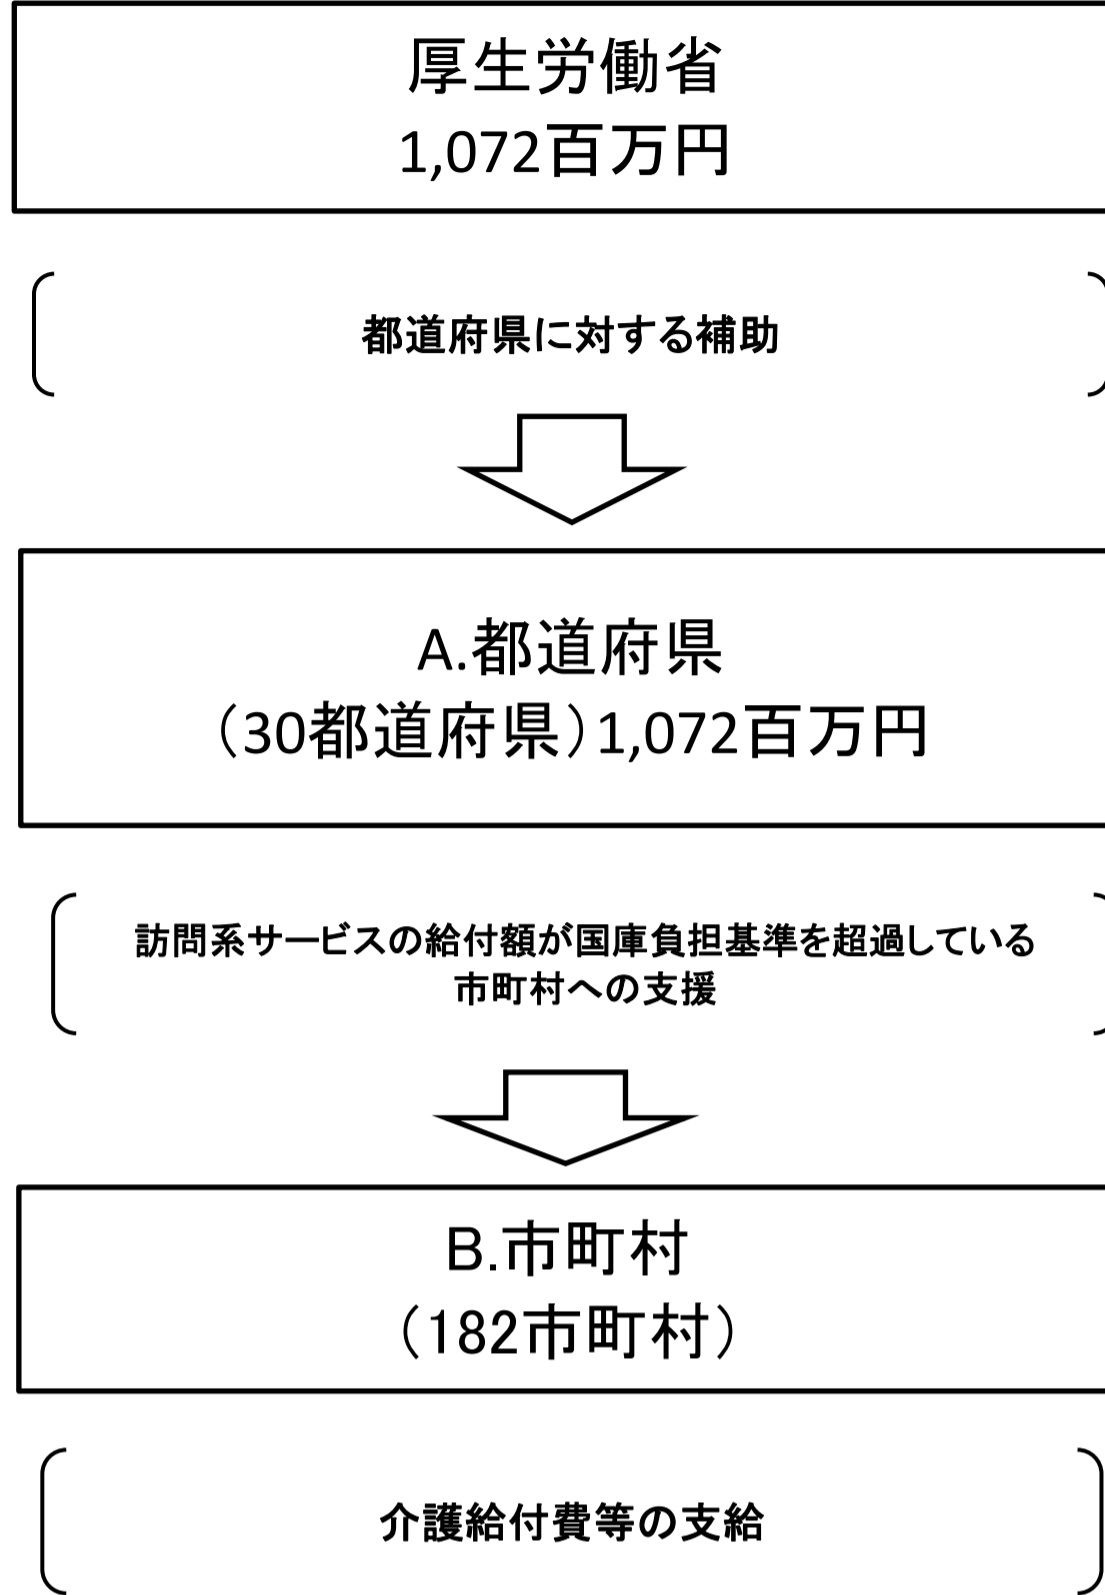 厚生労働省
1,072百万円
都道府県に対する補助
A.都道府県
（30都道府県）1,072百万円
訪問系サービスの給付額が国庫負担基準を超過している
市町村への支援
B.市町村
（182市町村）
介護給付費等の支給